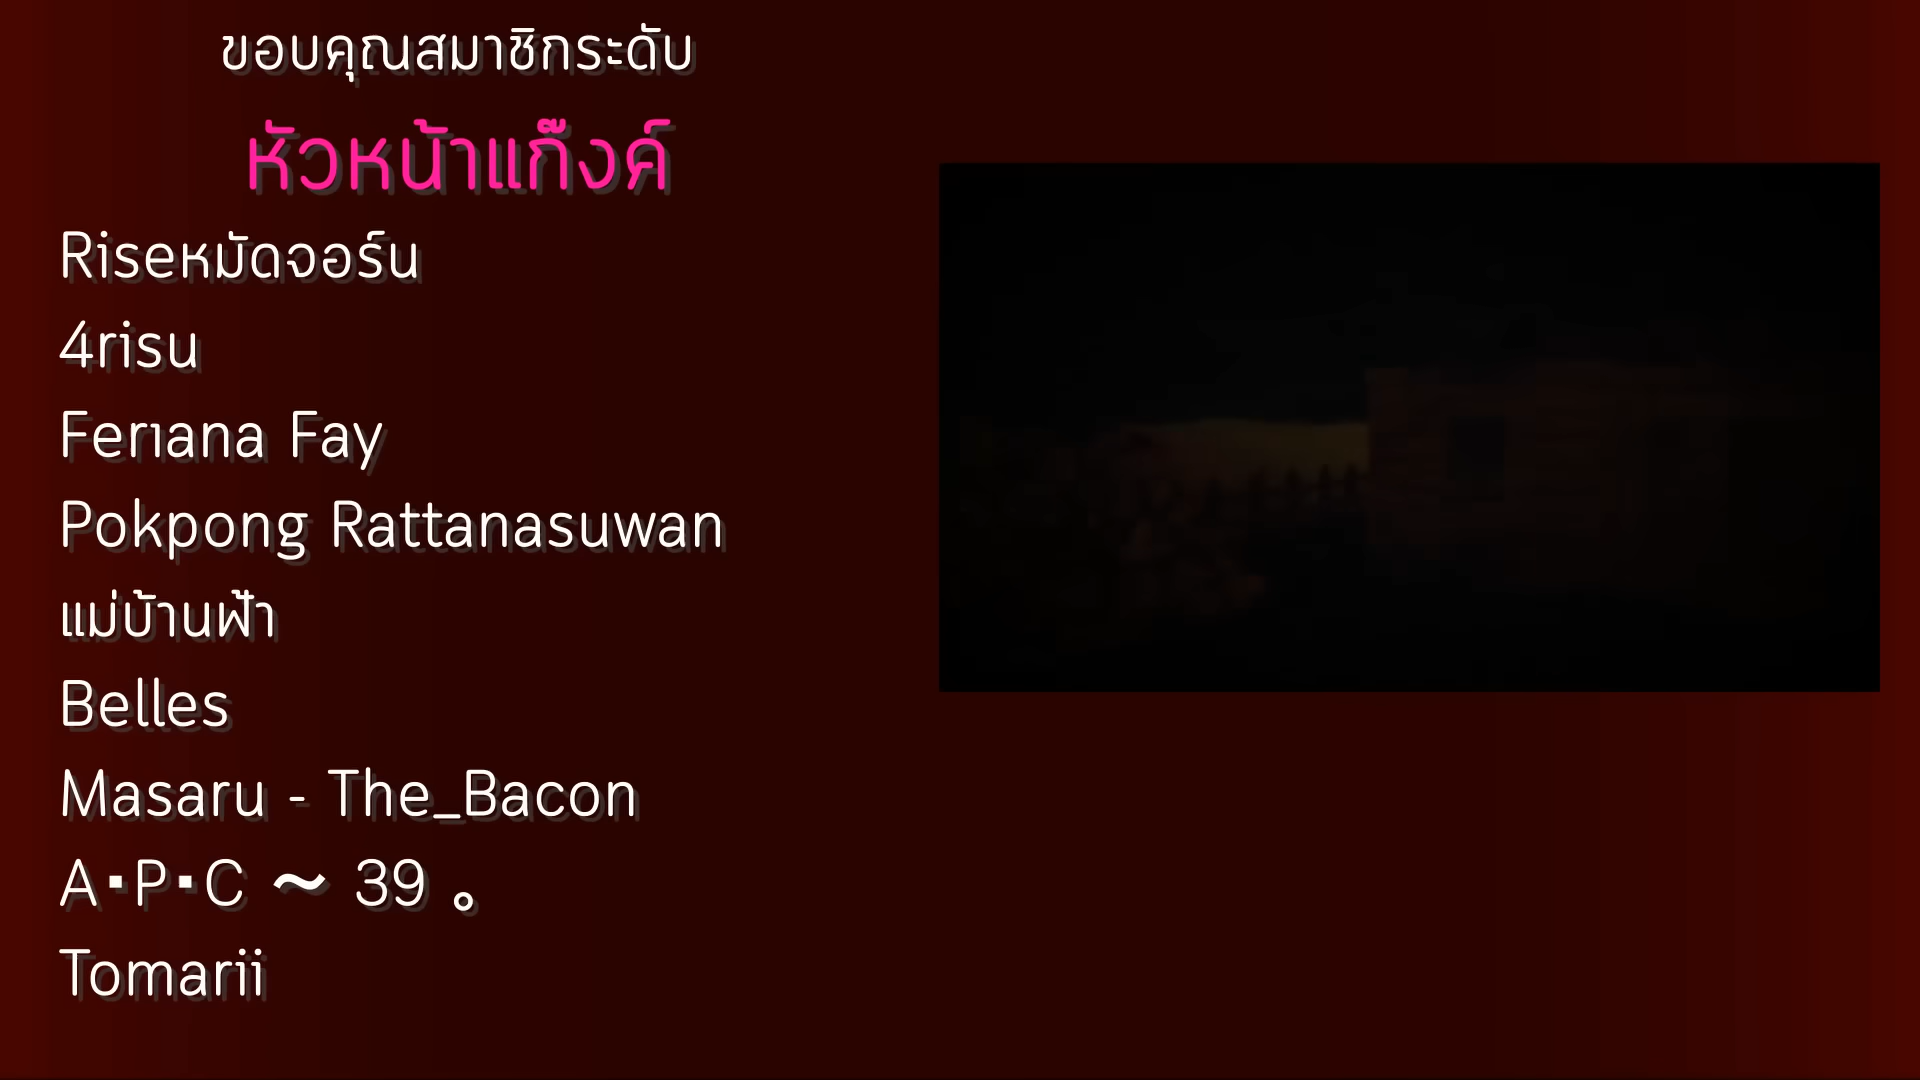 ขอบคุณสมาชิกระดับ
หัวหน้าแก๊งค์
Riseหมัดจอร์น
4risu
Feriana Fay
Pokpong Rattanasuwan
แม่บ้านฟ้า
Belles
Masaru - The_Bacon
A･P･C 〜 39 。
Tomarii